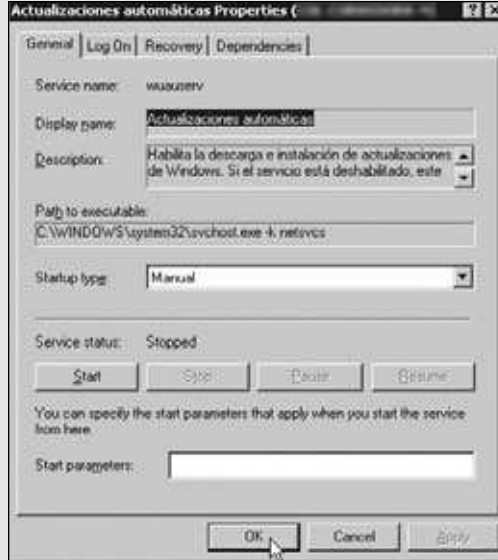 Actualizaciones automáticas Properties (
General Log On Recovery Dependencies
Service name: wuauserv
Display name: Actualizaciones automáticas
Description: Habilita la descarga e instalación de actualizaciones
de Windows. Si el servicio está deshabilitado, este
Path to executable:
C:\WINDOWS\system32\svchost.exe -k netsvcs
Startup type: Manual
Service status: Stopped
Start Stop Pause Resume
You can specify the start parameters that apply when you start the service
from here.
Start parameters:
OK Cancel Apply